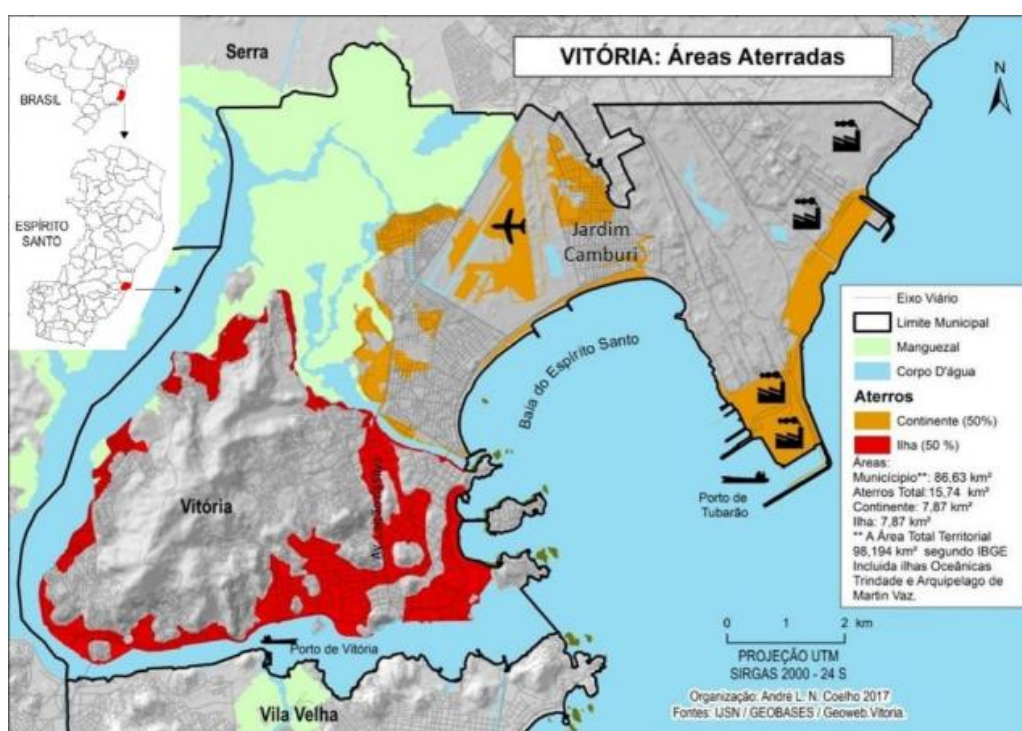 VITÓRIA: Áreas Aterradas
Serra
BRASIL
ESPÍRITO
SANTO
N
Jardim
Camburi
Baía do Espírito Santo
Vitória
Porto de
Tubarão
Porto de Vitória
Vila Velha
Eixo Viário
Limite Municipal
Manguezal
Corpo D'água
Aterros
Continente (50%)
Ilha (50 %)
Áreas:
Município**: 86,63 km²
Aterros Total:15,74 km²
Continente: 7,87 km²
Ilha: 7,87 km²
** A Área Total Territorial
98,194 km² segundo IBGE
Incluida ilhas Oceânicas
Trindade e Arquipelago de
Martin Vaz.
0 1 2 km
PROJEÇÃO UTM
SIRGAS 2000 - 24 S
Organização: André L. N. Coelho 2017
Fontes: IJSN / GEOBASES / Geoweb.Vitoria.